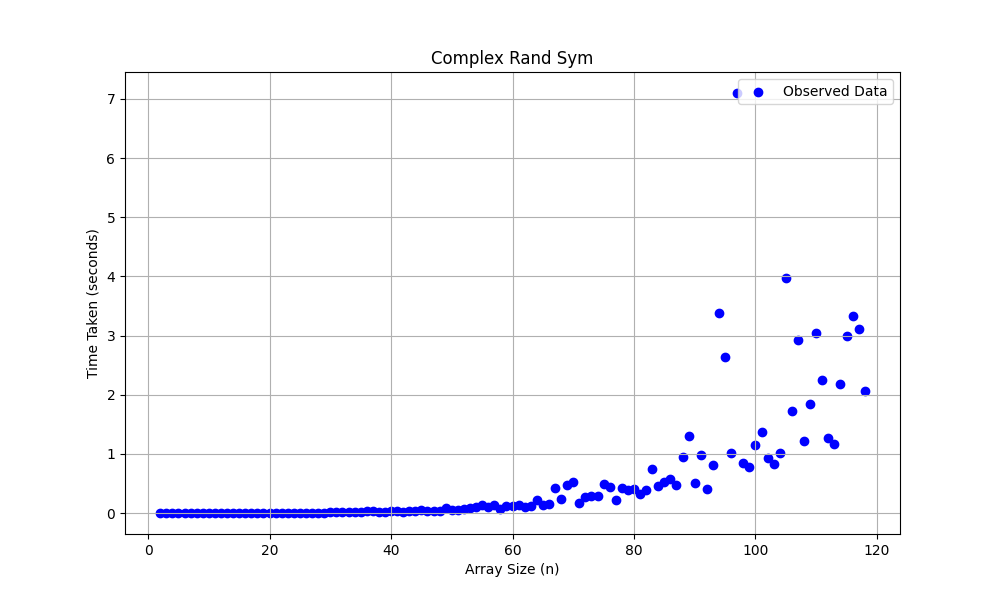 Complex Rand Sym
Observed Data
Time Taken (seconds)
7
6
5
4
3
2
1
0
0 20 40 60 80 100 120
Array Size (n)